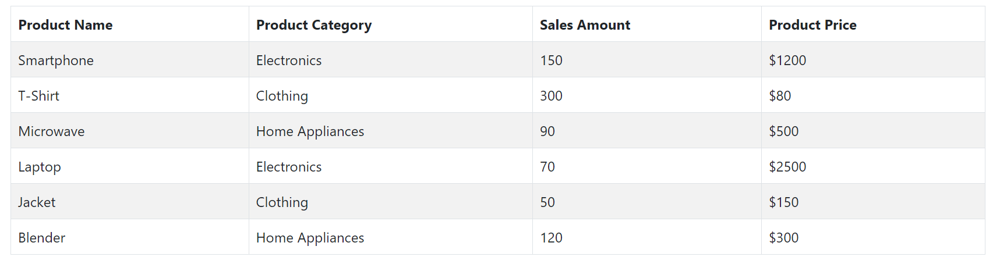 Product Name Product Category Sales Amount Product Price
Smartphone Electronics 150 $1200
T-Shirt Clothing 300 $80
Microwave Home Appliances 90 $500
Laptop Electronics 70 $2500
Jacket Clothing 50 $150
Blender Home Appliances 120 $300